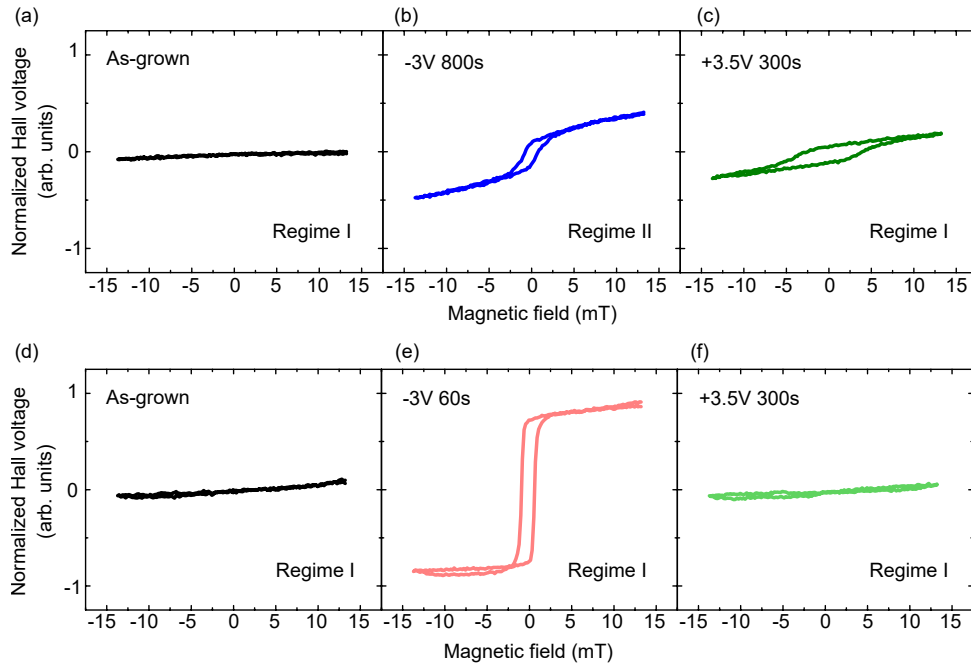 (a) (b) (c)
Normalized Hall voltage
(arb. units)
1
0
-1
As-grown
Regime I
-3V 800s
Regime II
+3.5V 300s
Regime I
-15 -10 -5 0 5 10 15 -15 -10 -5 0 5 10 15 -15 -10 -5 0 5 10 15
Magnetic field (mT)
(d) (e) (f)
Normalized Hall voltage
(arb. units)
1
0
-1
As-grown
Regime I
-3V 60s
Regime I
+3.5V 300s
Regime I
-15 -10 -5 0 5 10 15 -15 -10 -5 0 5 10 15 -15 -10 -5 0 5 10 15
Magnetic field (mT)